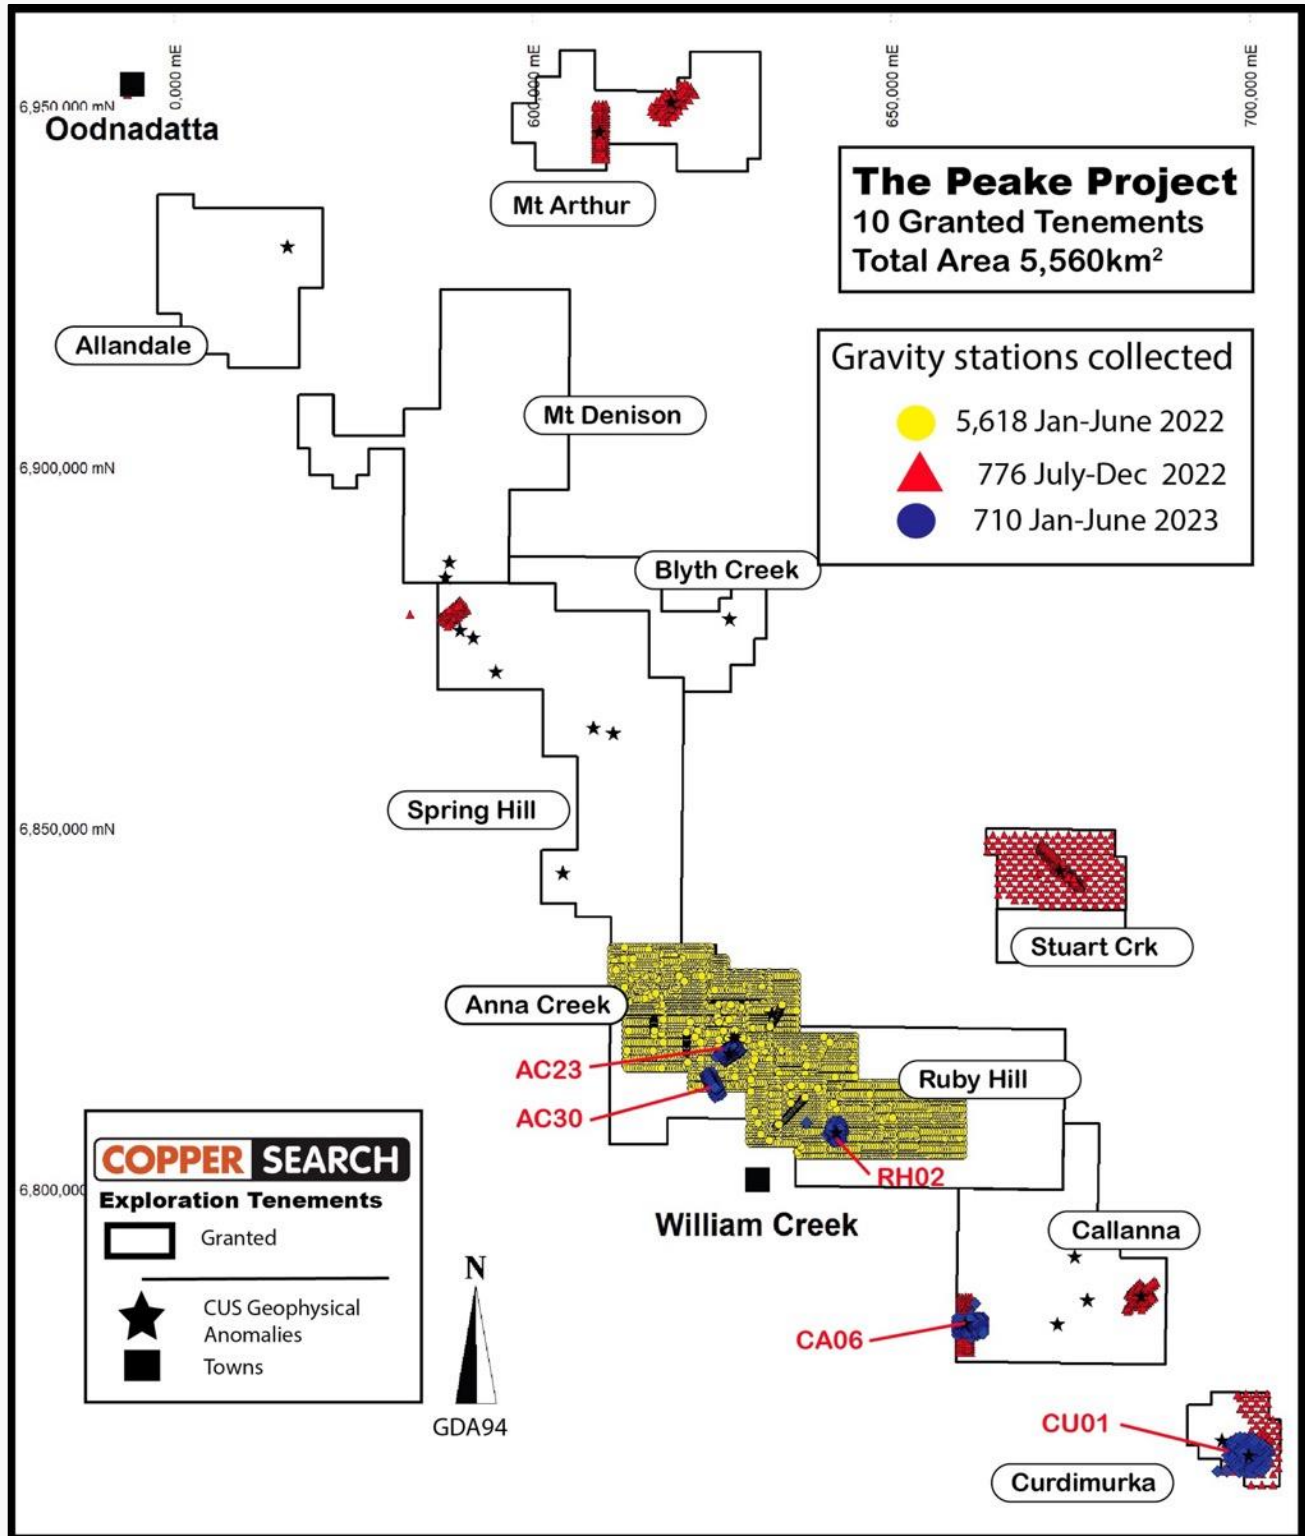 0,000 mE
600,000 mE
650,000 mE
700,000 mE
6,950 000 mN
Oodnadatta
Mt Arthur
The Peake Project
10 Granted Tenements
Total Area 5,560km²
Allandale
Gravity stations collected
5,618 Jan-June 2022
776 July-Dec 2022
710 Jan-June 2023
Mt Denison
6,900,000 mN
Blyth Creek
Spring Hill
6,850,000 mN
Stuart Crk
Anna Creek
AC23
Ruby Hill
AC30
RH02
6,800,000
William Creek
COPPER SEARCH
Exploration Tenements
Granted
CUS Geophysical
Anomalies
Towns
N
GDA94
Callanna
CA06
CU01
Curdimurka